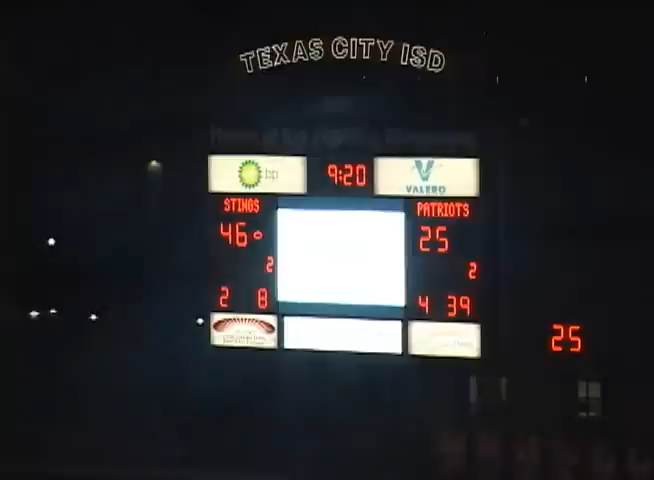 TEXAS CITY ISD
bp 9:20 VALERO
STINGS PATRIOTS
46 25
2 2
2 8 4 39
25